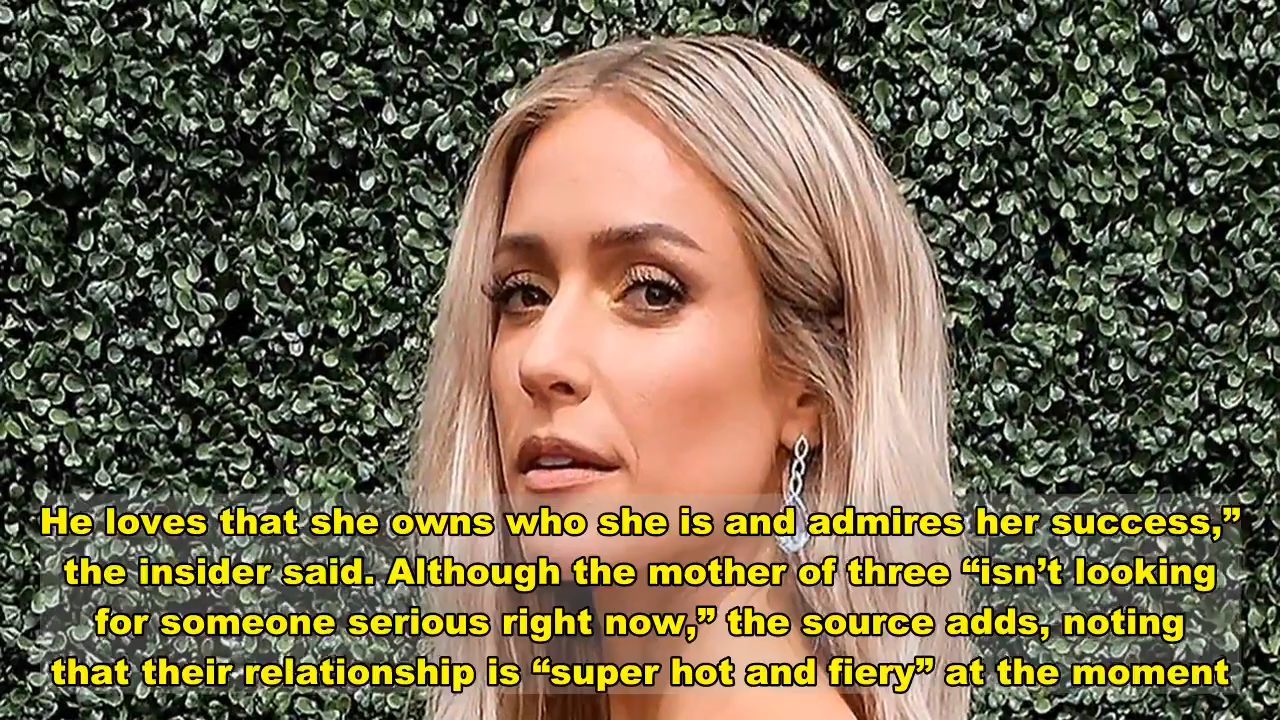 He loves that she owns who she is and admires her success,”
the insider said. Although the mother of three “isn’t looking
for someone serious right now,” the source adds, noting
that their relationship is “super hot and fiery” at the moment